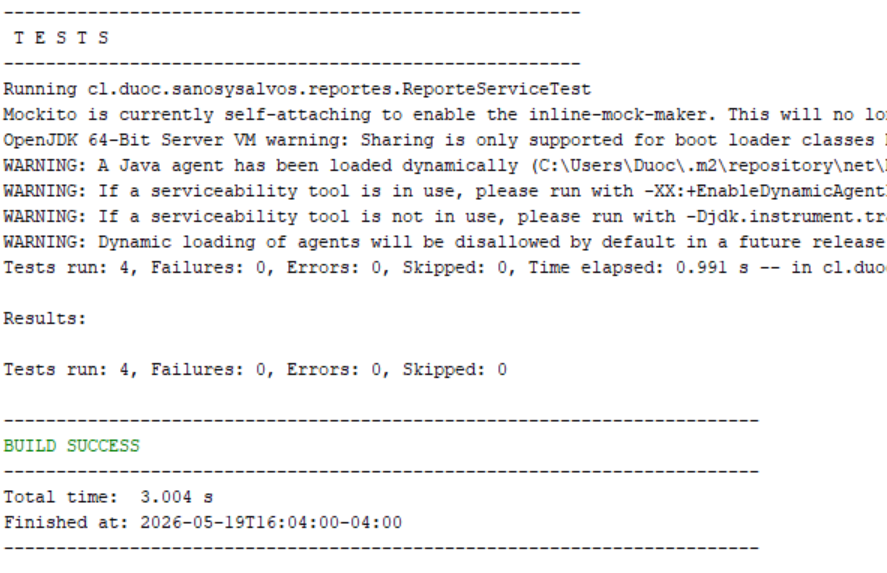 ------------------------------------------------------
T E S T S
------------------------------------------------------
Running cl.duoc.sanosysalvos.reportes.ReporteServiceTest
Mockito is currently self-attaching to enable the inline-mock-maker. This will no
OpenJDK 64-Bit Server VM warning: Sharing is only supported for boot loader classes
WARNING: A Java agent has been loaded dynamically (C:\Users\Duoc\.m2\repository\net\
WARNING: If a serviceability tool is in use, please run with -XX:+EnableDynamicAgent
WARNING: If a serviceability tool is not in use, please run with -Djdk.instrument.tr
WARNING: Dynamic loading of agents will be disallowed by default in a future release
Tests run: 4, Failures: 0, Errors: 0, Skipped: 0, Time elapsed: 0.991 s -- in cl.duo
Results:
Tests run: 4, Failures: 0, Errors: 0, Skipped: 0
------------------------------------------------------------------------
BUILD SUCCESS
------------------------------------------------------------------------
Total time:  3.004 s
Finished at: 2026-05-19T16:04:00-04:00
------------------------------------------------------------------------